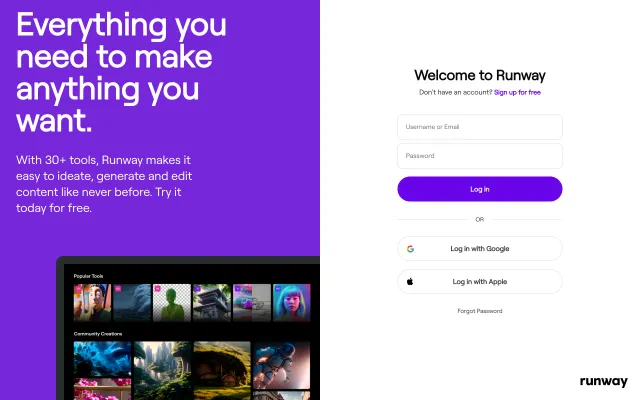 Everything you
need to make
anything you
want.
With 30+ tools, Runway makes it
easy to ideate, generate and edit
content like never before. Try it
today for free.
Popular Tools
Community Creations
Welcome to Runway
Don't have an account? Sign up for free
Username or Email
Password
Log in
OR
Log in with Google
Log in with Apple
Forgot Password
runway